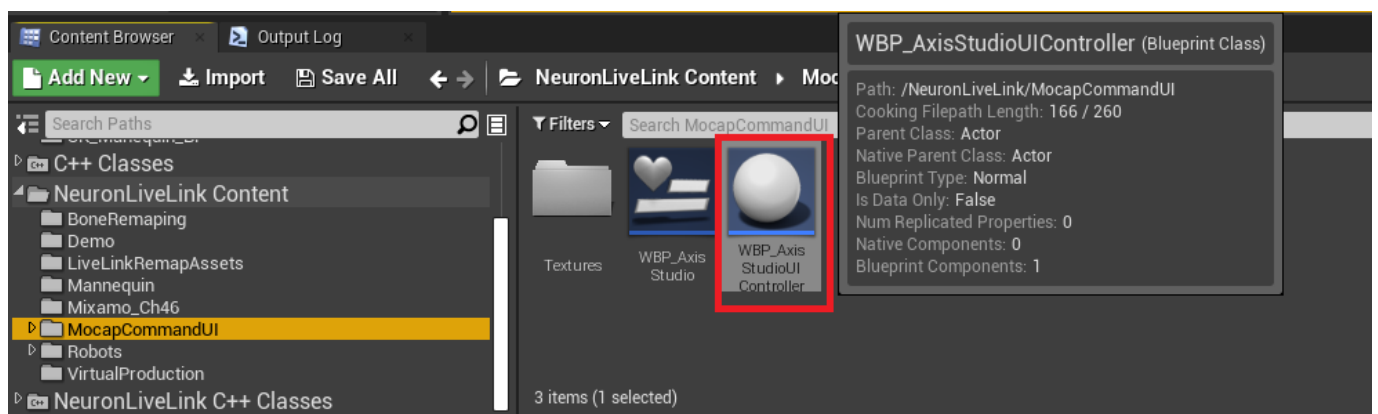 Content Browser
Output Log
Add New
Import
Save All
NeuronLiveLink Content
Moc
Search Paths
C++ Classes
NeuronLiveLink Content
BoneRemaping
Demo
LiveLinkRemapAssets
Mannequin
Mixamo_Ch46
MocapCommandUI
Robots
VirtualProduction
NeuronLiveLink C++ Classes
Filters
Search MocapCommandUI
Textures
WBP_Axis
Studio
WBP_Axis
StudioUI
Controller
3 items (1 selected)
WBP_AxisStudioUIController (Blueprint Class)
Path: /NeuronLiveLink/MocapCommandUI
Cooking Filepath Length: 166 / 260
Parent Class: Actor
Native Parent Class: Actor
Blueprint Type: Normal
Is Data Only: False
Num Replicated Properties: 0
Native Components: 0
Blueprint Components: 1